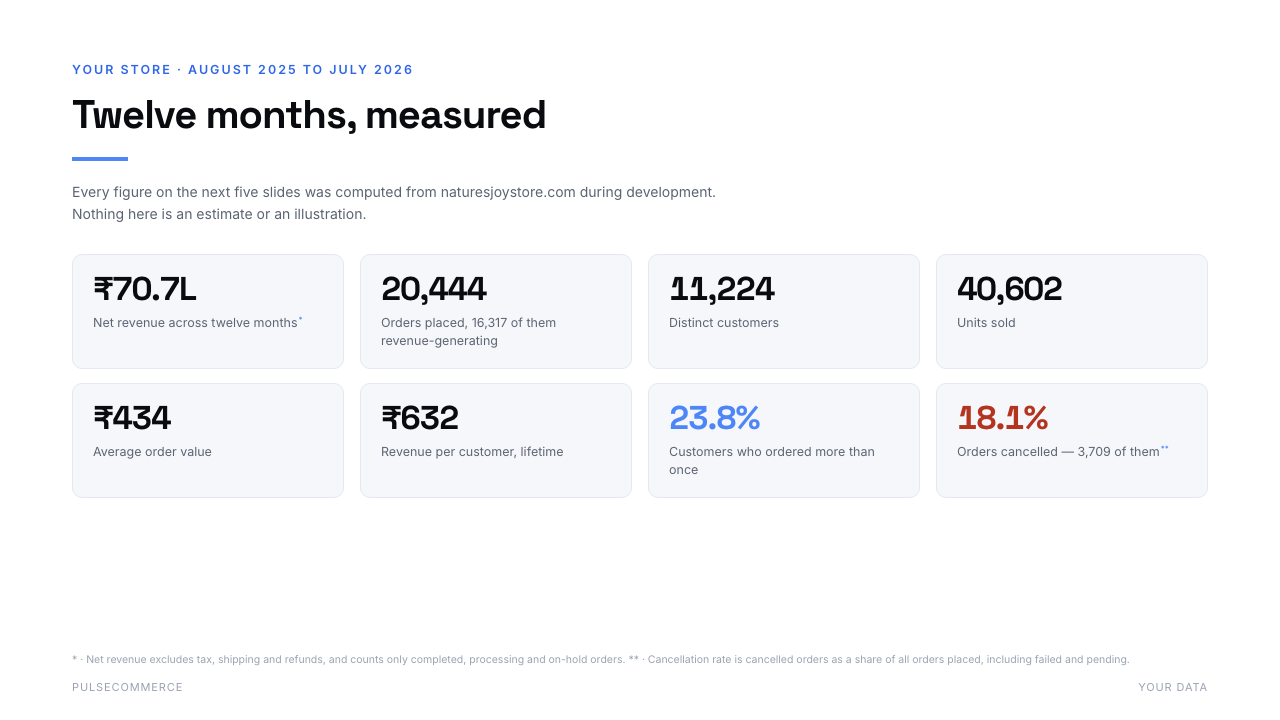 YOUR STORE · AUGUST 2025 TO JULY 2026
Twelve months, measured
Every figure on the next five slides was computed from naturesjoystore.com during development.
Nothing here is an estimate or an illustration.
₹70.7L
Net revenue across twelve months*
20,444
Orders placed, 16,317 of them
revenue-generating
11,224
Distinct customers
40,602
Units sold
₹434
Average order value
₹632
Revenue per customer, lifetime
23.8%
Customers who ordered more than
once
18.1%
Orders cancelled — 3,709 of them**
* · Net revenue excludes tax, shipping and refunds, and counts only completed, processing and on-hold orders. ** · Cancellation rate is cancelled orders as a share of all orders placed, including failed and pending.
PULSECOMMERCE
YOUR DATA